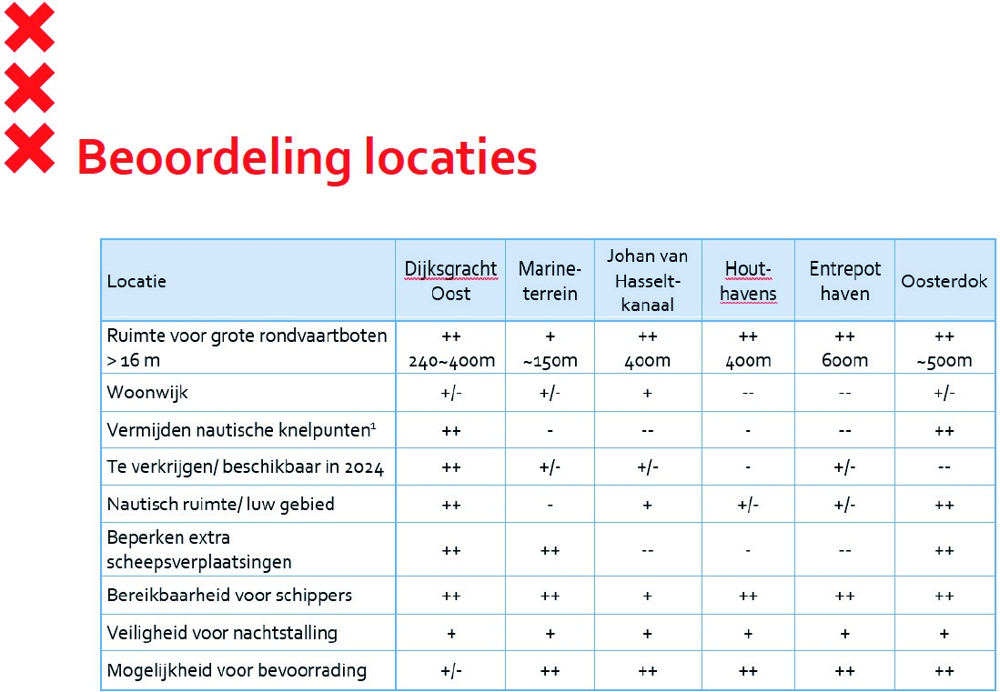 Beoordeling locaties
Locatie Dijksgracht Oost Marine-terrein Johan van Hasselt-kanaal Hout-havens Entrepot haven Oosterdok
Ruimte voor grote rondvaartboten ++ + ++ ++ ++ ++
> 16 m 240~400m ~150m 400m 400m 600m ~500m
Woonwijk +/- +/- + -- -- +/-
Vermijden nautische knelpunten¹ ++ - -- - -- ++
Te verkrijgen/ beschikbaar in 2024 ++ +/- +/- - +/- --
Nautisch ruimte/ luw gebied ++ - + +/- +/- ++
Beperken extra
scheepsverplaatsingen ++ ++ -- - -- ++
Bereikbaarheid voor schippers ++ ++ + ++ ++ ++
Veiligheid voor nachtstalling + + + + + +
Mogelijkheid voor bevoorrading +/- ++ ++ ++ ++ ++